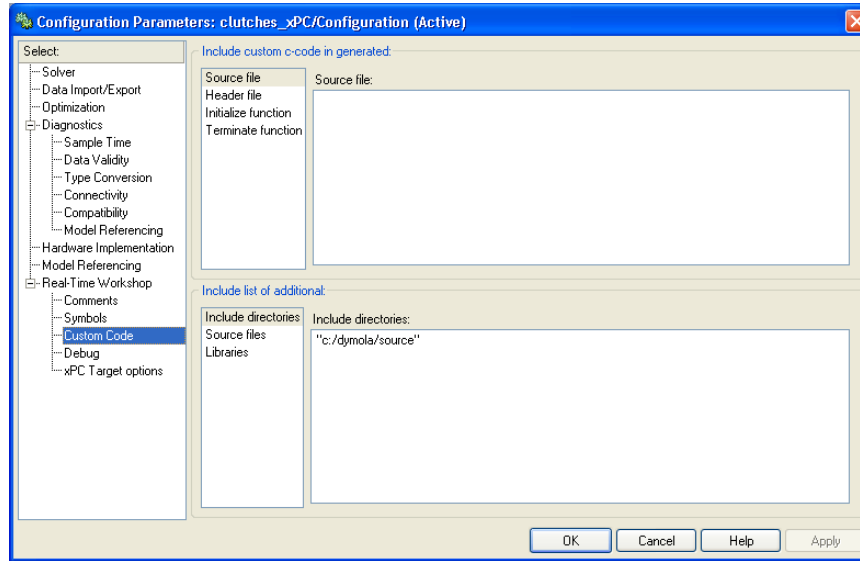 Configuration Parameters: clutches_xPC/Configuration (Active)
Select:
Solver
Data Import/Export
Optimization
Diagnostics
Sample Time
Data Validity
Type Conversion
Connectivity
Compatibility
Model Referencing
Hardware Implementation
Model Referencing
Real-Time Workshop
Comments
Symbols
Custom Code
Debug
xPC Target options
Include custom c-code in generated:
Source file
Header file
Initialize function
Terminate function
Source file:
Include list of additional:
Include directories
Source files
Libraries
Include directories:
"c:/dymola/source"
OK
Cancel
Help
Apply